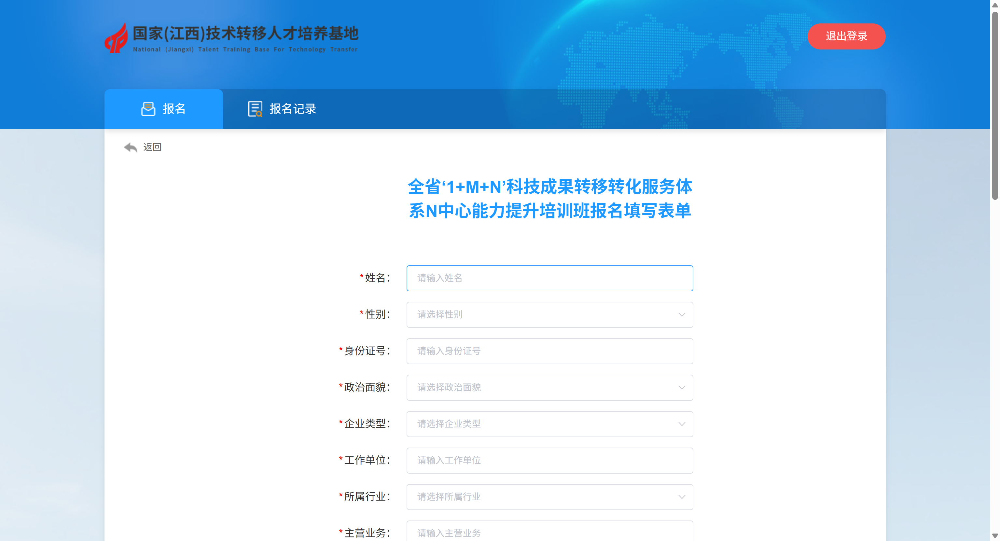 国家(江西)技术转移人才培养基地
National (Jiangxi) Talent Training Base For Technology Transfer
退出登录
报名
报名记录
返回
全省‘1+M+N’科技成果转移转化服务体
系N中心能力提升培训班报名填写表单
*姓名： 请输入姓名
*性别： 请选择性别
*身份证号： 请输入身份证号
*政治面貌： 请选择政治面貌
*企业类型： 请选择企业类型
*工作单位： 请输入工作单位
*所属行业： 请选择所属行业
*主营业务： 请输入主营业务